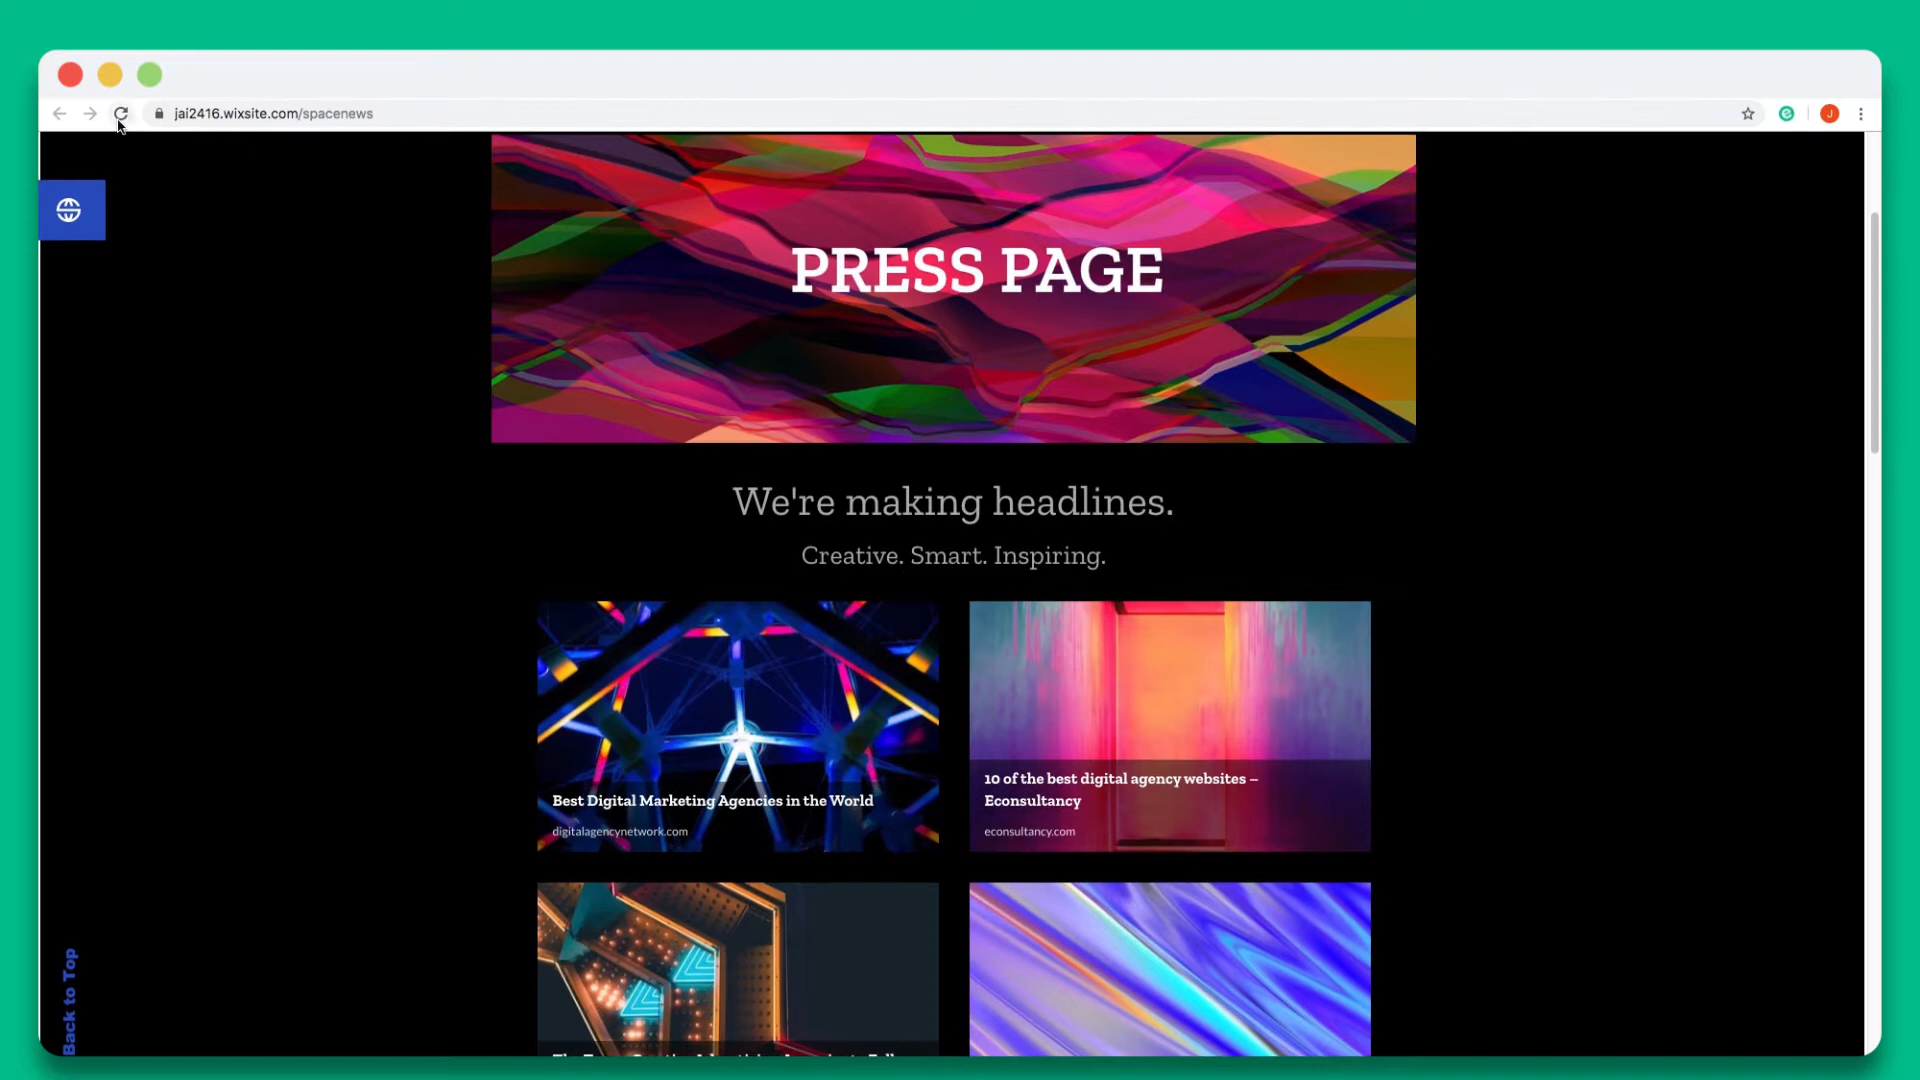 jai2416.wixsite.com/spacenews
J
PRESS PAGE
We're making headlines.
Creative. Smart. Inspiring.
Best Digital Marketing Agencies in the World
digitalagencynetwork.com
10 of the best digital agency websites –
Econsultancy
econsultancy.com
Back to Top